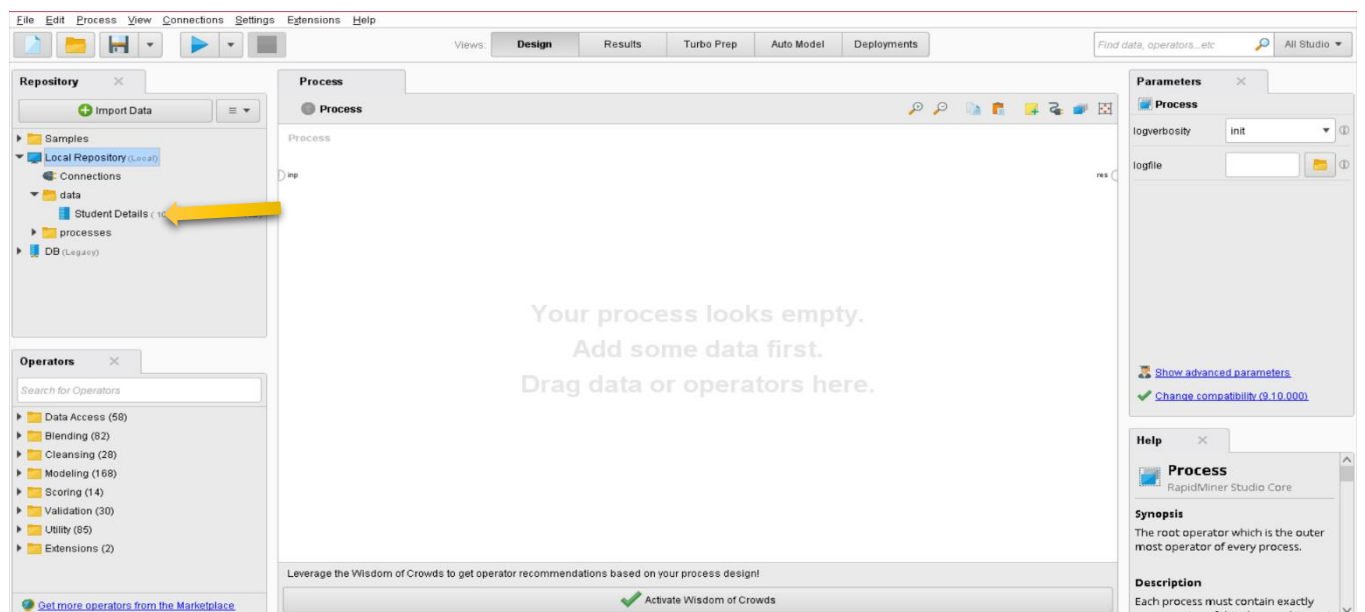 File Edit Process View Connections Settings Extensions Help
Views: Design Results Turbo Prep Auto Model Deployments
Find data, operators...etc
All Studio
Repository
Import Data
Samples
Local Repository (Local)
Connections
data
Student Details
processes
DB (Legacy)
Operators
Search for Operators
Data Access (58)
Blending (82)
Cleansing (28)
Modeling (168)
Scoring (14)
Validation (30)
Utility (85)
Extensions (2)
Get more operators from the Marketplace
Process
Process
Process
inp
res
Your process looks empty.
Add some data first.
Drag data or operators here.
Leverage the Wisdom of Crowds to get operator recommendations based on your process design!
Activate Wisdom of Crowds
Parameters
Process
logverbosity init
logfile
Show advanced parameters
Change compatibility (9.10.000)
Help
Process
RapidMiner Studio Core
Synopsis
The root operator which is the outer
most operator of every process.
Description
Each process must contain exactly